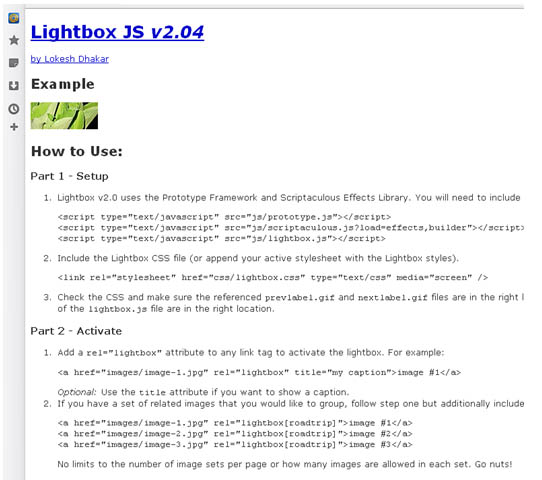 Lightbox JS v2.04
by Lokesh Dhakar
Example
How to Use:
Part 1 - Setup
1. Lightbox v2.0 uses the Prototype Framework and Scriptaculous Effects Library. You will need to include
<script type="text/javascript" src="js/prototype.js"></script>
<script type="text/javascript" src="js/scriptaculous.js?load=effects,builder"></script>
<script type="text/javascript" src="js/lightbox.js"></script>
2. Include the Lightbox CSS file (or append your active stylesheet with the Lightbox styles).
<link rel="stylesheet" href="css/lightbox.css" type="text/css" media="screen" />
3. Check the CSS and make sure the referenced prevlabel.gif and nextlabel.gif files are in the right
of the lightbox.js file are in the right location.
Part 2 - Activate
1. Add a rel="lightbox" attribute to any link tag to activate the lightbox. For example:
<a href="images/image-1.jpg" rel="lightbox" title="my caption">image #1</a>
Optional: Use the title attribute if you want to show a caption.
2. If you have a set of related images that you would like to group, follow step one but additionally include
<a href="images/image-1.jpg" rel="lightbox[roadtrip]">image #1</a>
<a href="images/image-2.jpg" rel="lightbox[roadtrip]">image #2</a>
<a href="images/image-3.jpg" rel="lightbox[roadtrip]">image #3</a>
No limits to the number of image sets per page or how many images are allowed in each set. Go nuts!